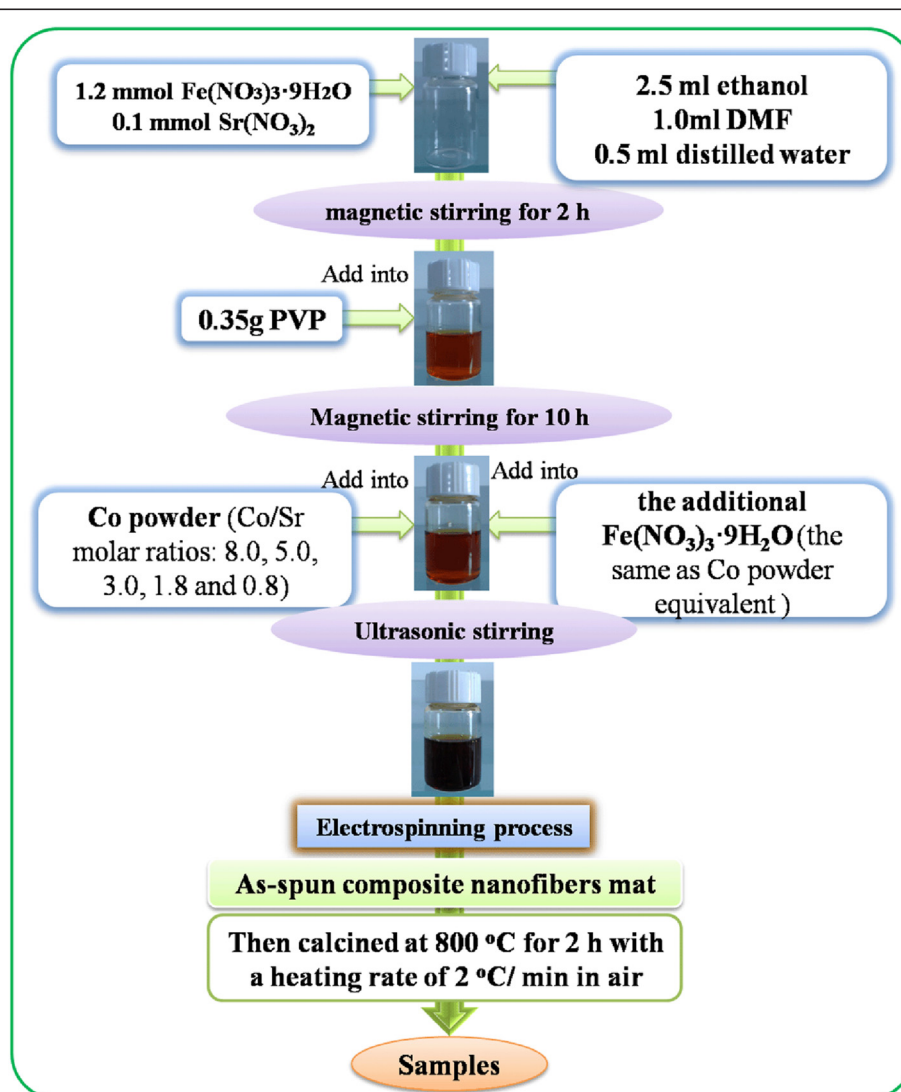 1.2 mmol Fe(NO₃)₃·9H₂O
0.1 mmol Sr(NO₃)₂
2.5 ml ethanol
1.0ml DMF
0.5 ml distilled water
magnetic stirring for 2 h
Add into
0.35g PVP
Magnetic stirring for 10 h
Add into
Add into
Co powder (Co/Sr
molar ratios: 8.0, 5.0,
3.0, 1.8 and 0.8)
the additional
Fe(NO₃)₃·9H₂O (the
same as Co powder
equivalent )
Ultrasonic stirring
Electrospinning process
As-spun composite nanofibers mat
Then calcined at 800 °C for 2 h with
a heating rate of 2 °C/ min in air
Samples